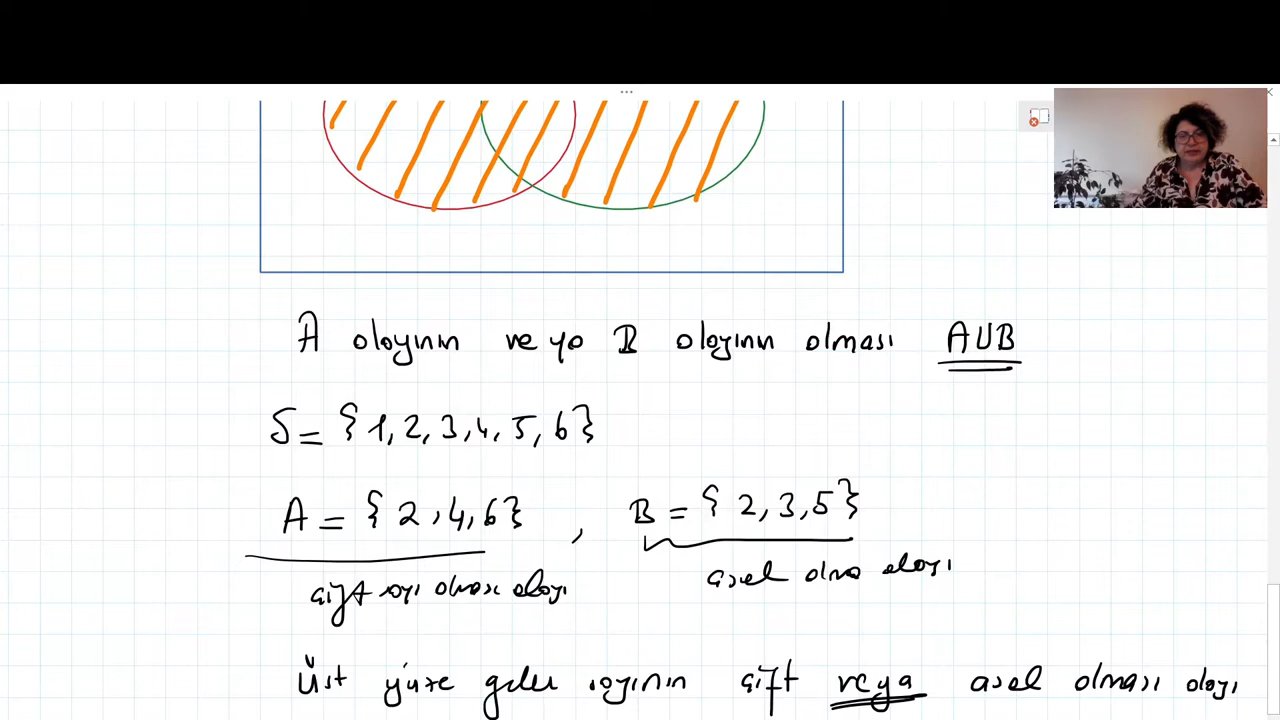 A olayının veya B olayının olması A∪B
S = {1, 2, 3, 4, 5, 6}
A = {2, 4, 6} , B = {2, 3, 5}
çift sayı olması olayı asal olma olayı
Üst yüze gelen sayının çift veya asal olması olayı